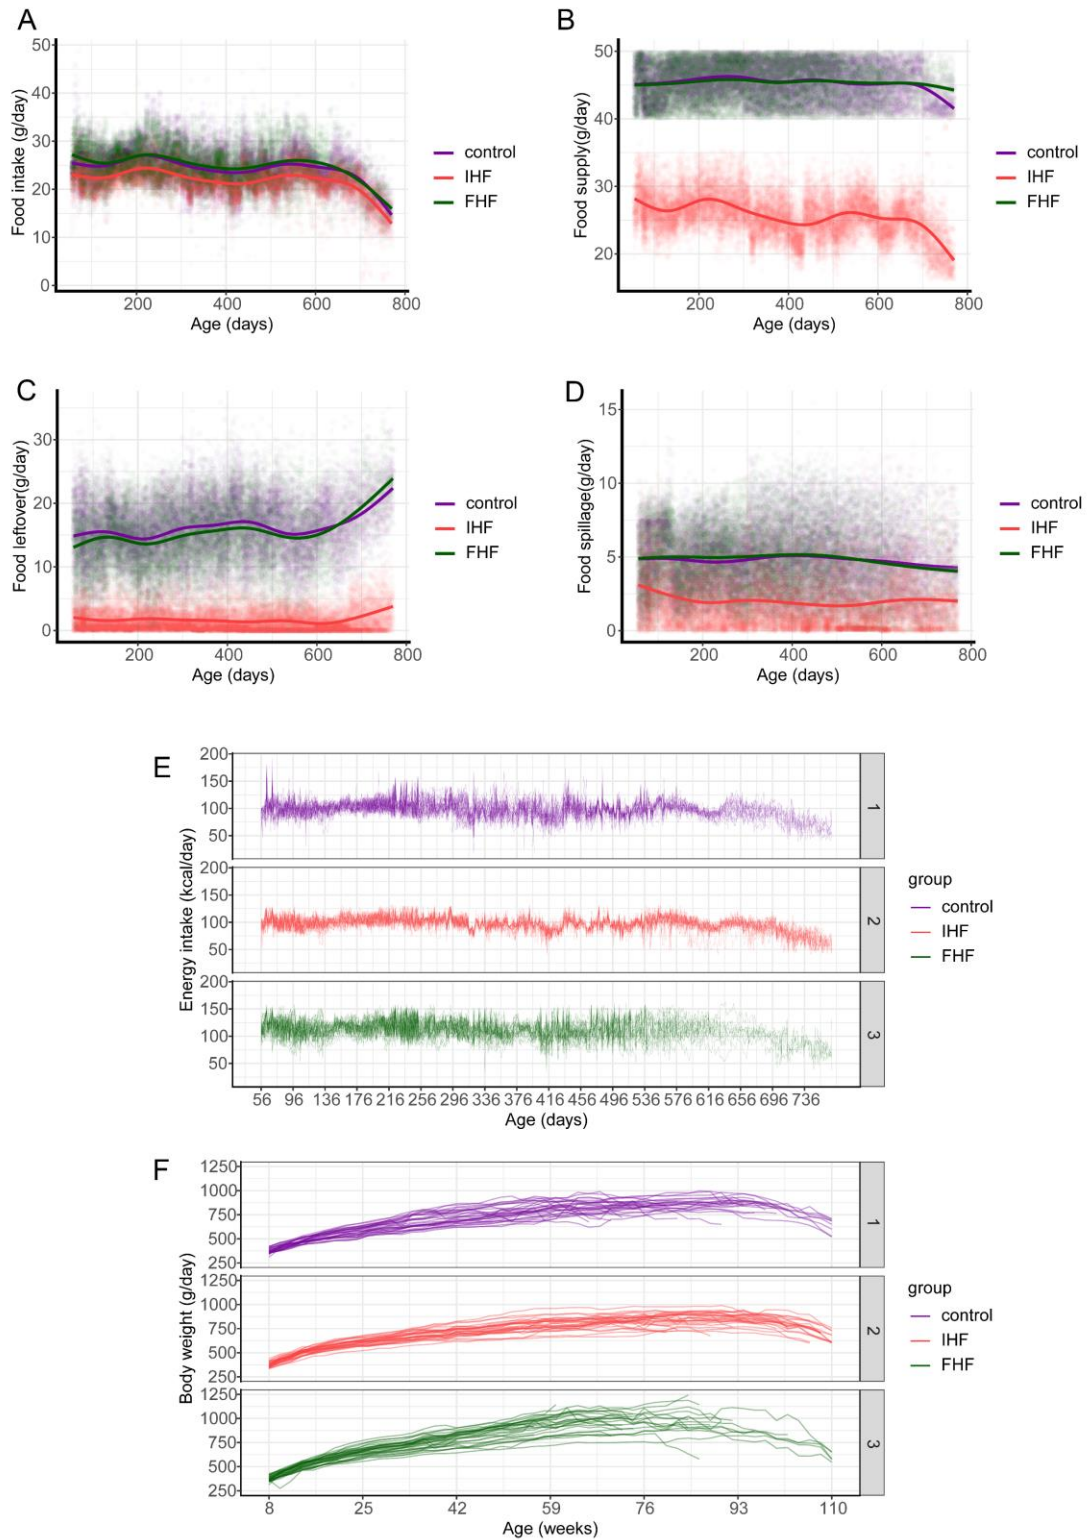 A
Food intake (g/day)
50
40
30
20
10
0
200 400 600 800
Age (days)
control
IHF
FHF
B
Food supply(g/day)
50
40
30
20
200 400 600 800
Age (days)
control
IHF
FHF
C
Food leftover(g/day)
30
20
10
0
200 400 600 800
Age (days)
control
IHF
FHF
D
Food spillage(g/day)
15
10
5
0
200 400 600 800
Age (days)
control
IHF
FHF
E
Energy intake (kcal/day)
200
150
100
50
1
200
150
100
50
2
200
150
100
50
3
56 96 136 176 216 256 296 336 376 416 456 496 536 576 616 656 696 736
Age (days)
group
control
IHF
FHF
F
Body weight (g/day)
1250
1000
750
500
250
1
1250
1000
750
500
250
2
1250
1000
750
500
250
3
8 25 42 59 76 93 110
Age (weeks)
group
control
IHF
FHF